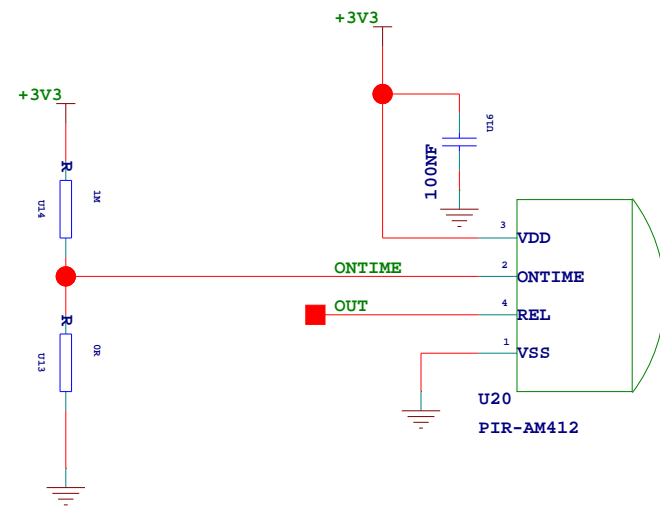 +3V3
+3V3
U16
100NF
R
1M
U14
3
VDD
ONTIME
2
ONTIME
OUT
4
REL
R
0R
U13
1
VSS
U20
PIR-AM412